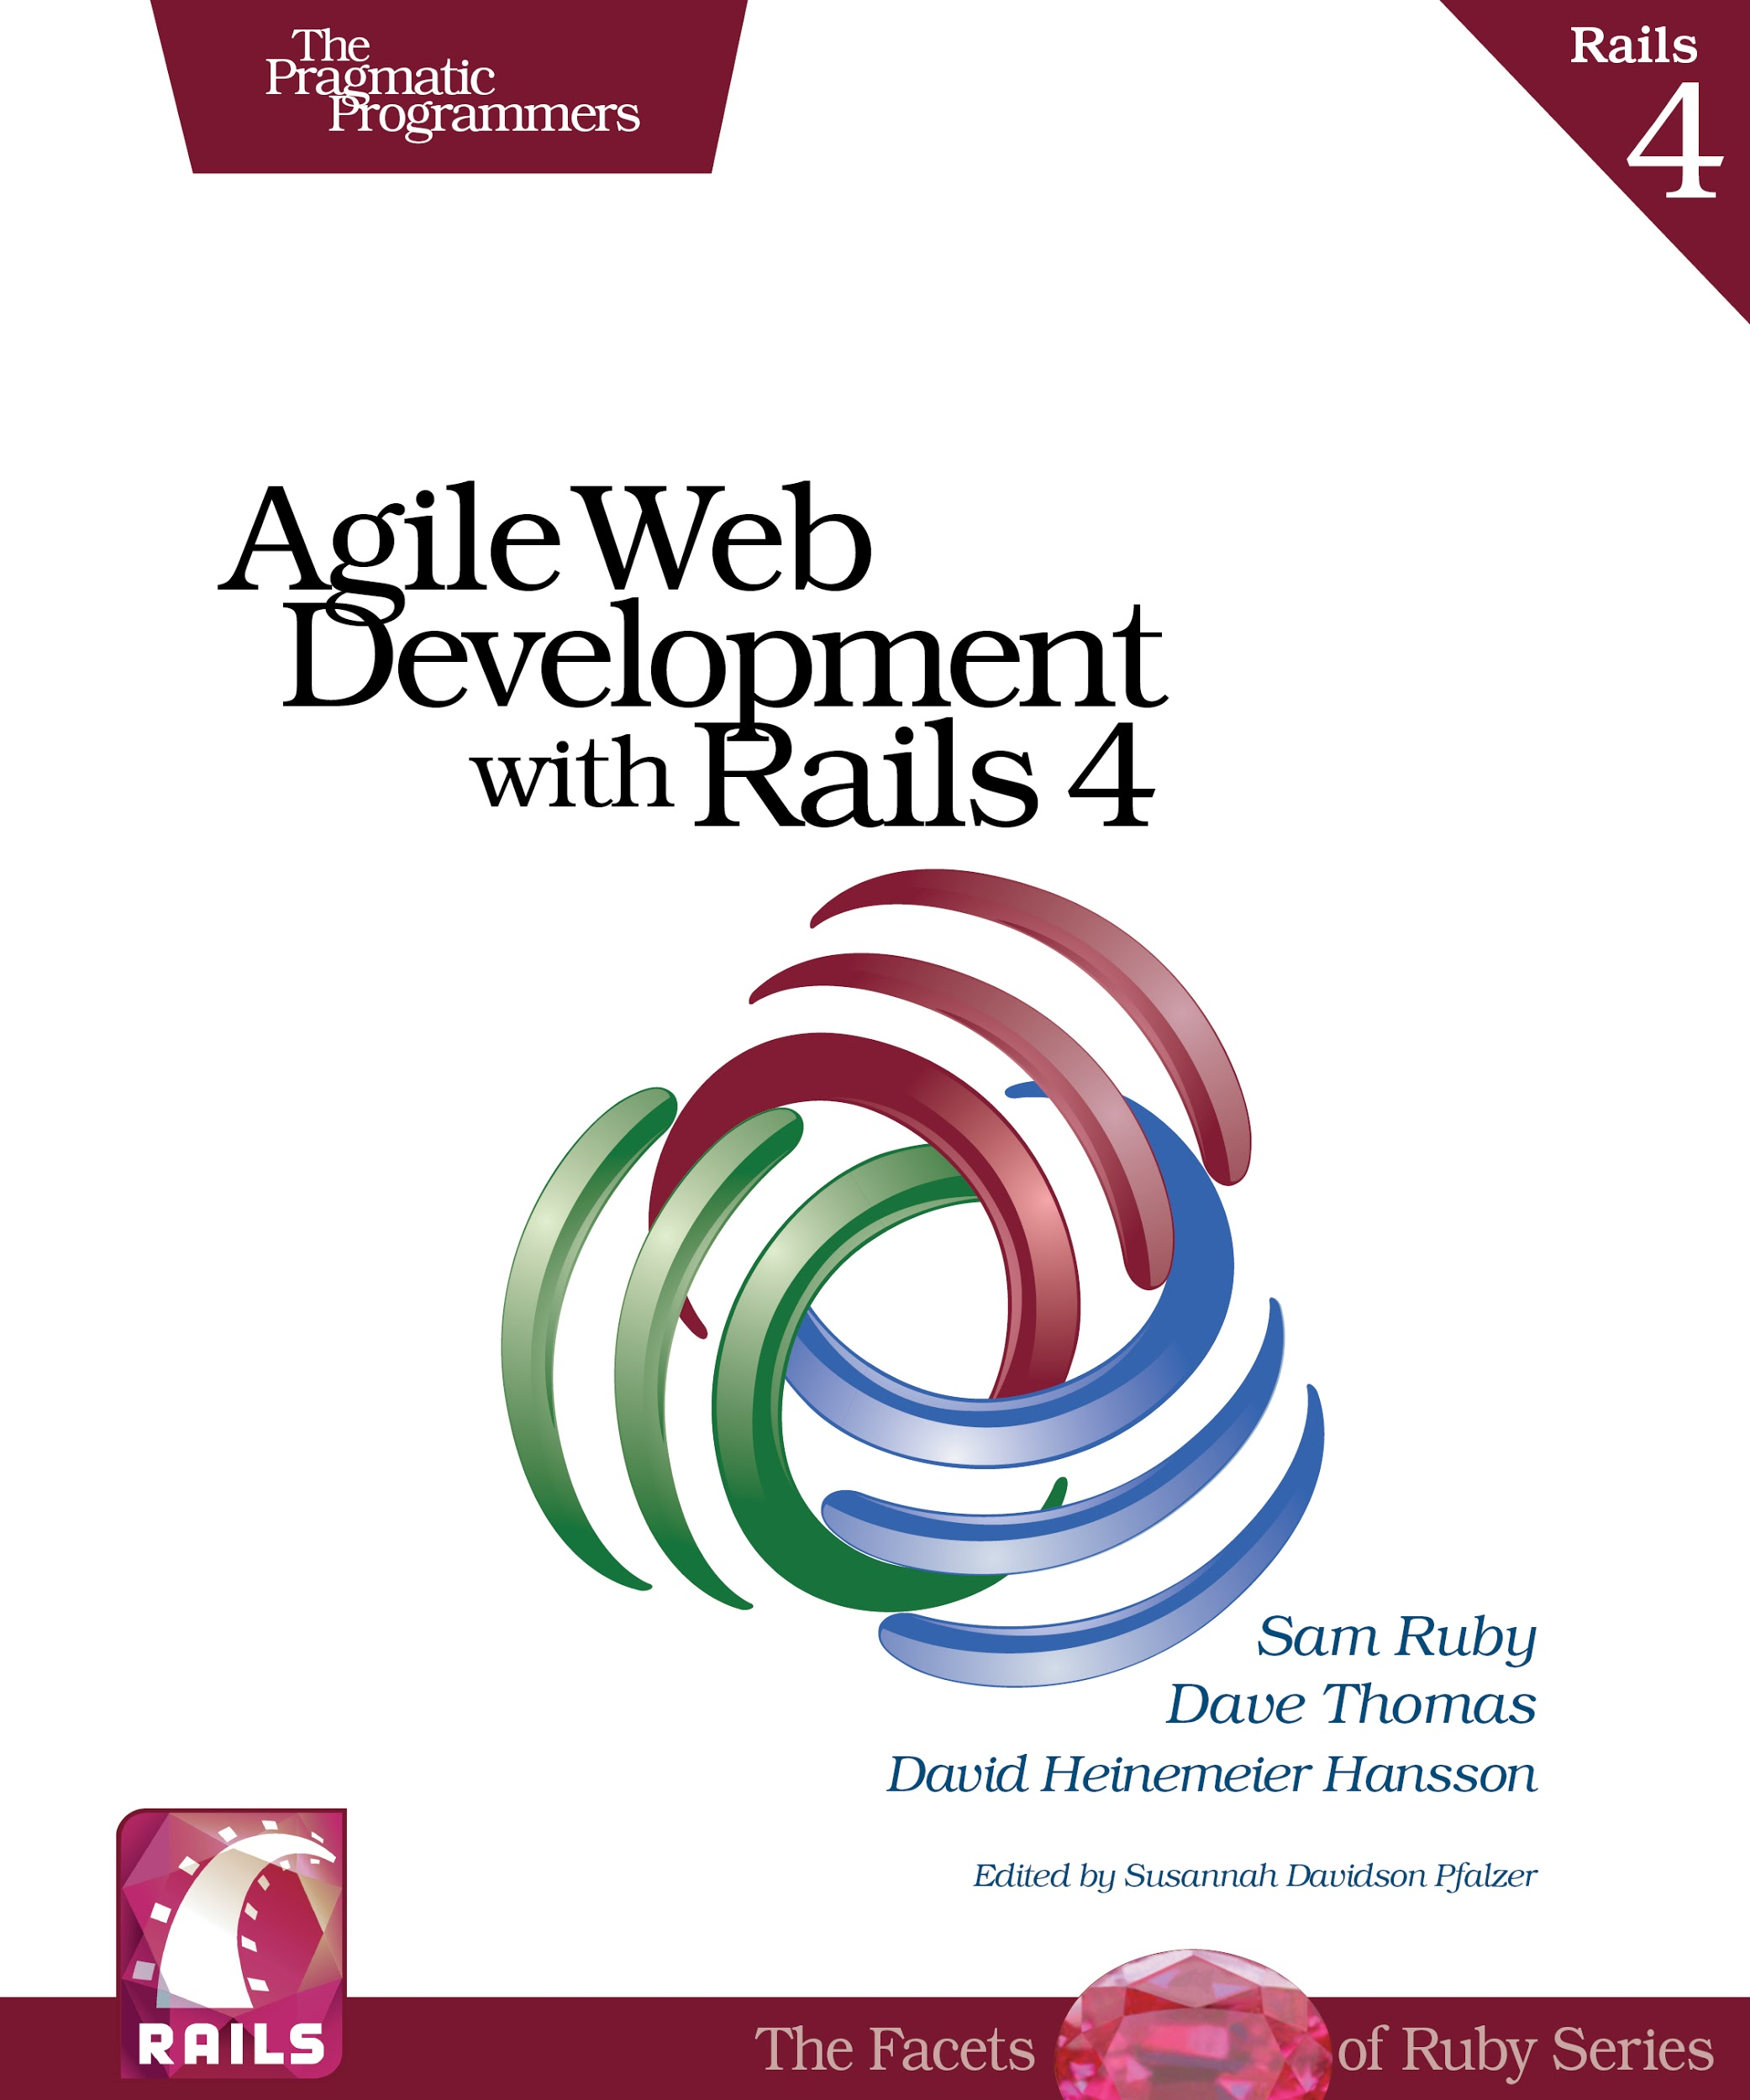 The
Pragmatic
Programmers
Rails
4
Agile Web
Development
with Rails 4
Sam Ruby
Dave Thomas
David Heinemeier Hansson
Edited by Susannah Davidson Pfalzer
RAILS
The Facets of Ruby Series